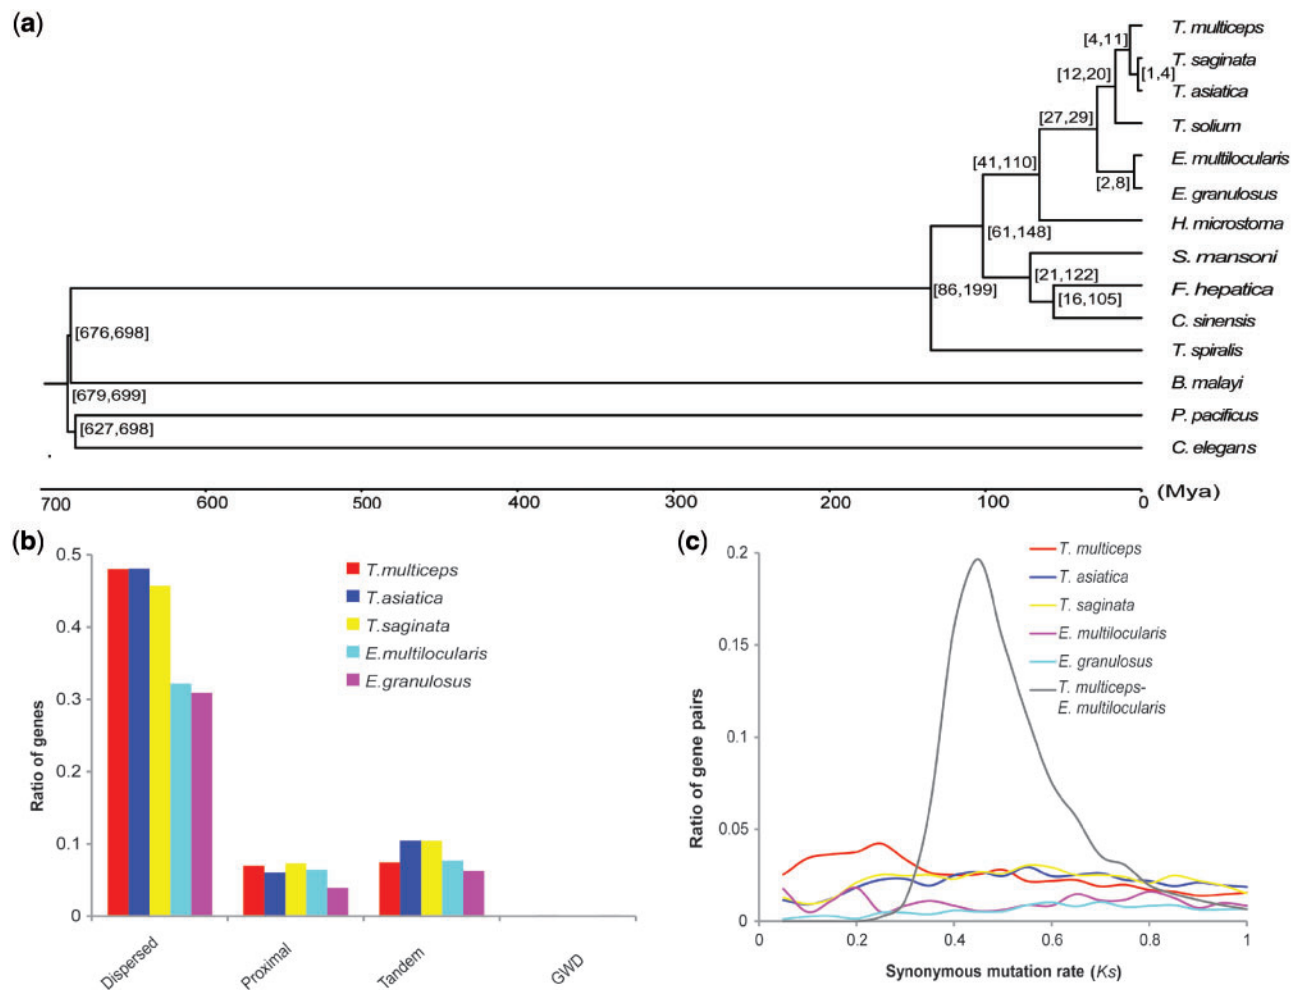 (a)
T. multiceps
[4,11]
T. saginata
[12,20]
[1,4]
T. asiatica
[27,29]
T. solium
[41,110]
E. multilocularis
[2,8]
E. granulosus
H. microstoma
[61,148]
S. mansoni
[21,122]
[86,199]
F. hepatica
[16,105]
C. sinensis
[676,698]
T. spiralis
[679,699]
B. malayi
P. pacificus
[627,698]
C. elegans
700 600 500 400 300 200 100 0 (Mya)
(b)
0.5
0.4
0.3
0.2
0.1
0
Ratio of genes
T.multiceps
T.asiatica
T.saginata
E.multilocularis
E.granulosus
Dispersed
Proximal
Tandem
GWD
(c)
0.2
0.15
0.1
0.05
0
Ratio of gene pairs
T. multiceps
T. asiatica
T. saginata
E. multilocularis
E. granulosus
T. multiceps-
E. multilocularis
0 0.2 0.4 0.6 0.8 1
Synonymous mutation rate (Ks)